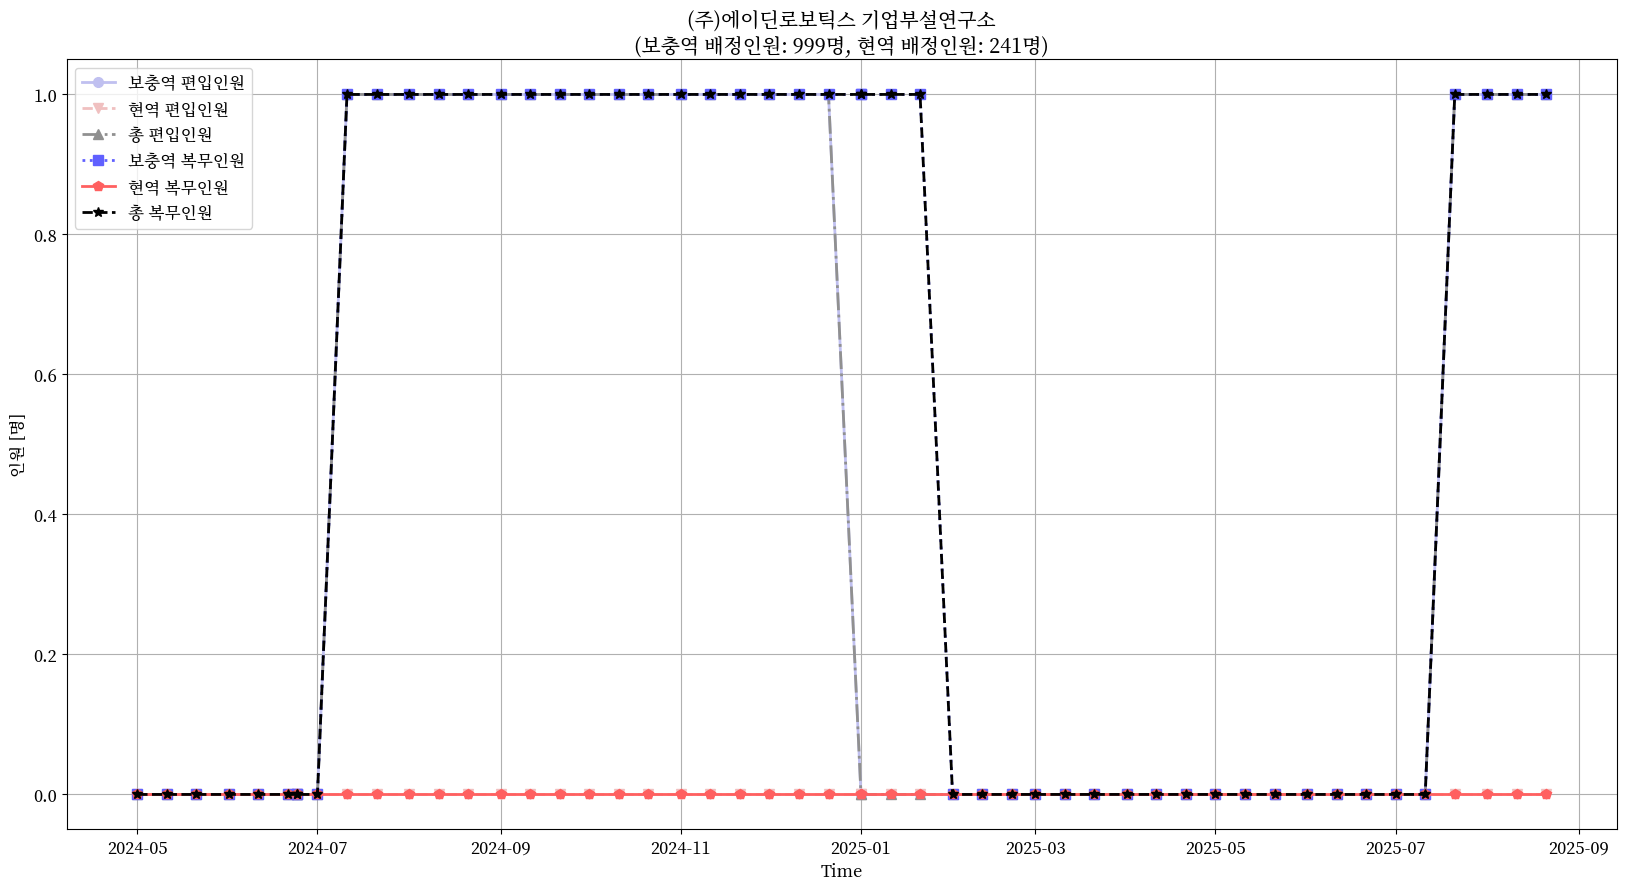 (주)에이딘로보틱스 기업부설연구소
(보충역 배정인원: 999명, 현역 배정인원: 241명)
보충역 편입인원
현역 편입인원
총 편입인원
보충역 복무인원
현역 복무인원
총 복무인원
1.0
0.8
0.6
0.4
0.2
0.0
인원 [명]
2024-05
2024-07
2024-09
2024-11
2025-01
2025-03
2025-05
2025-07
2025-09
Time